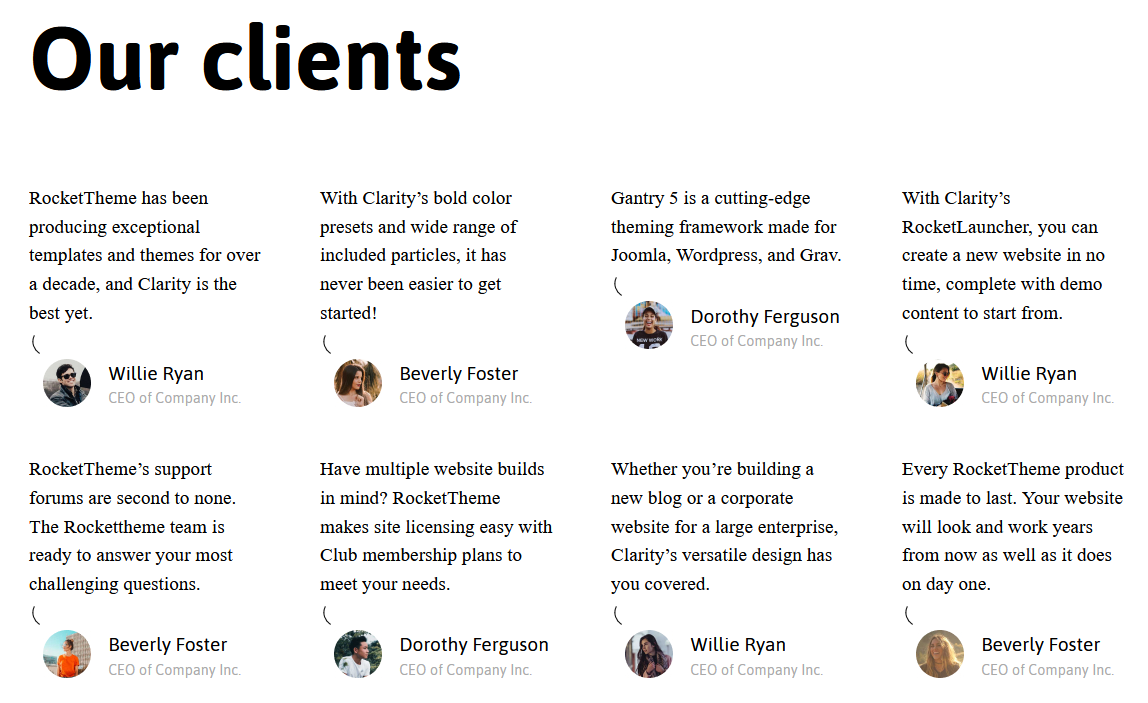 Our clients
RocketTheme has been
producing exceptional
templates and themes for over
a decade, and Clarity is the
best yet.
Willie Ryan
CEO of Company Inc.
With Clarity’s bold color
presets and wide range of
included particles, it has
never been easier to get
started!
Beverly Foster
CEO of Company Inc.
Gantry 5 is a cutting-edge
theming framework made for
Joomla, Wordpress, and Grav.
Dorothy Ferguson
CEO of Company Inc.
With Clarity’s
RocketLauncher, you can
create a new website in no
time, complete with demo
content to start from.
Willie Ryan
CEO of Company Inc.
RocketTheme’s support
forums are second to none.
The Rockettheme team is
ready to answer your most
challenging questions.
Beverly Foster
CEO of Company Inc.
Have multiple website builds
in mind? RocketTheme
makes site licensing easy with
Club membership plans to
meet your needs.
Dorothy Ferguson
CEO of Company Inc.
Whether you’re building a
new blog or a corporate
website for a large enterprise,
Clarity’s versatile design has
you covered.
Willie Ryan
CEO of Company Inc.
Every RocketTheme product
is made to last. Your website
will look and work years
from now as well as it does
on day one.
Beverly Foster
CEO of Company Inc.